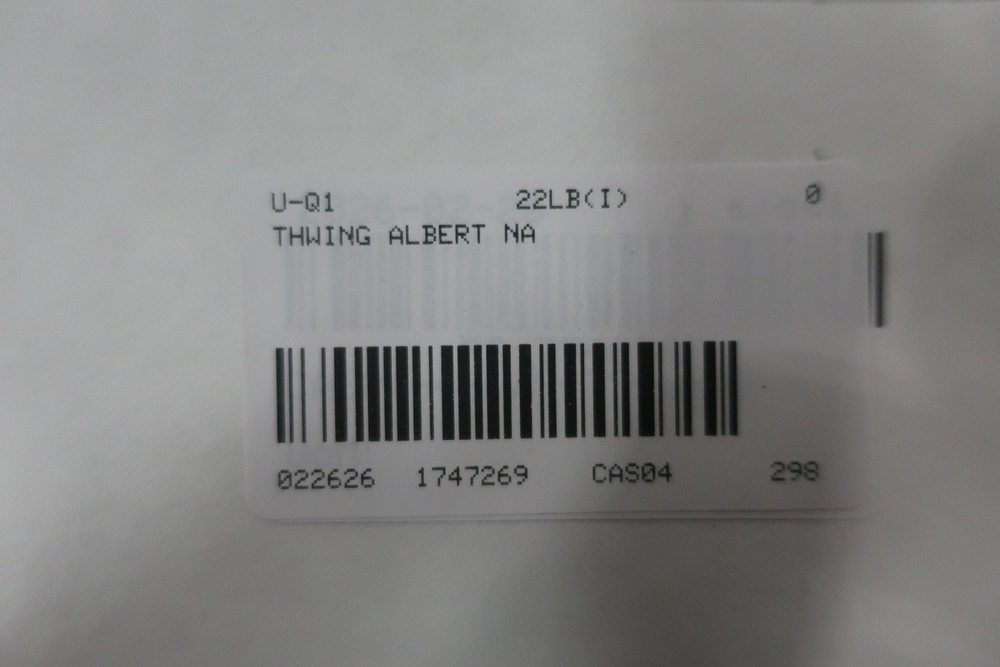 U-Q1 22LB(I) 0
THWING ALBERT NA
022626 1747269 CAS04 298